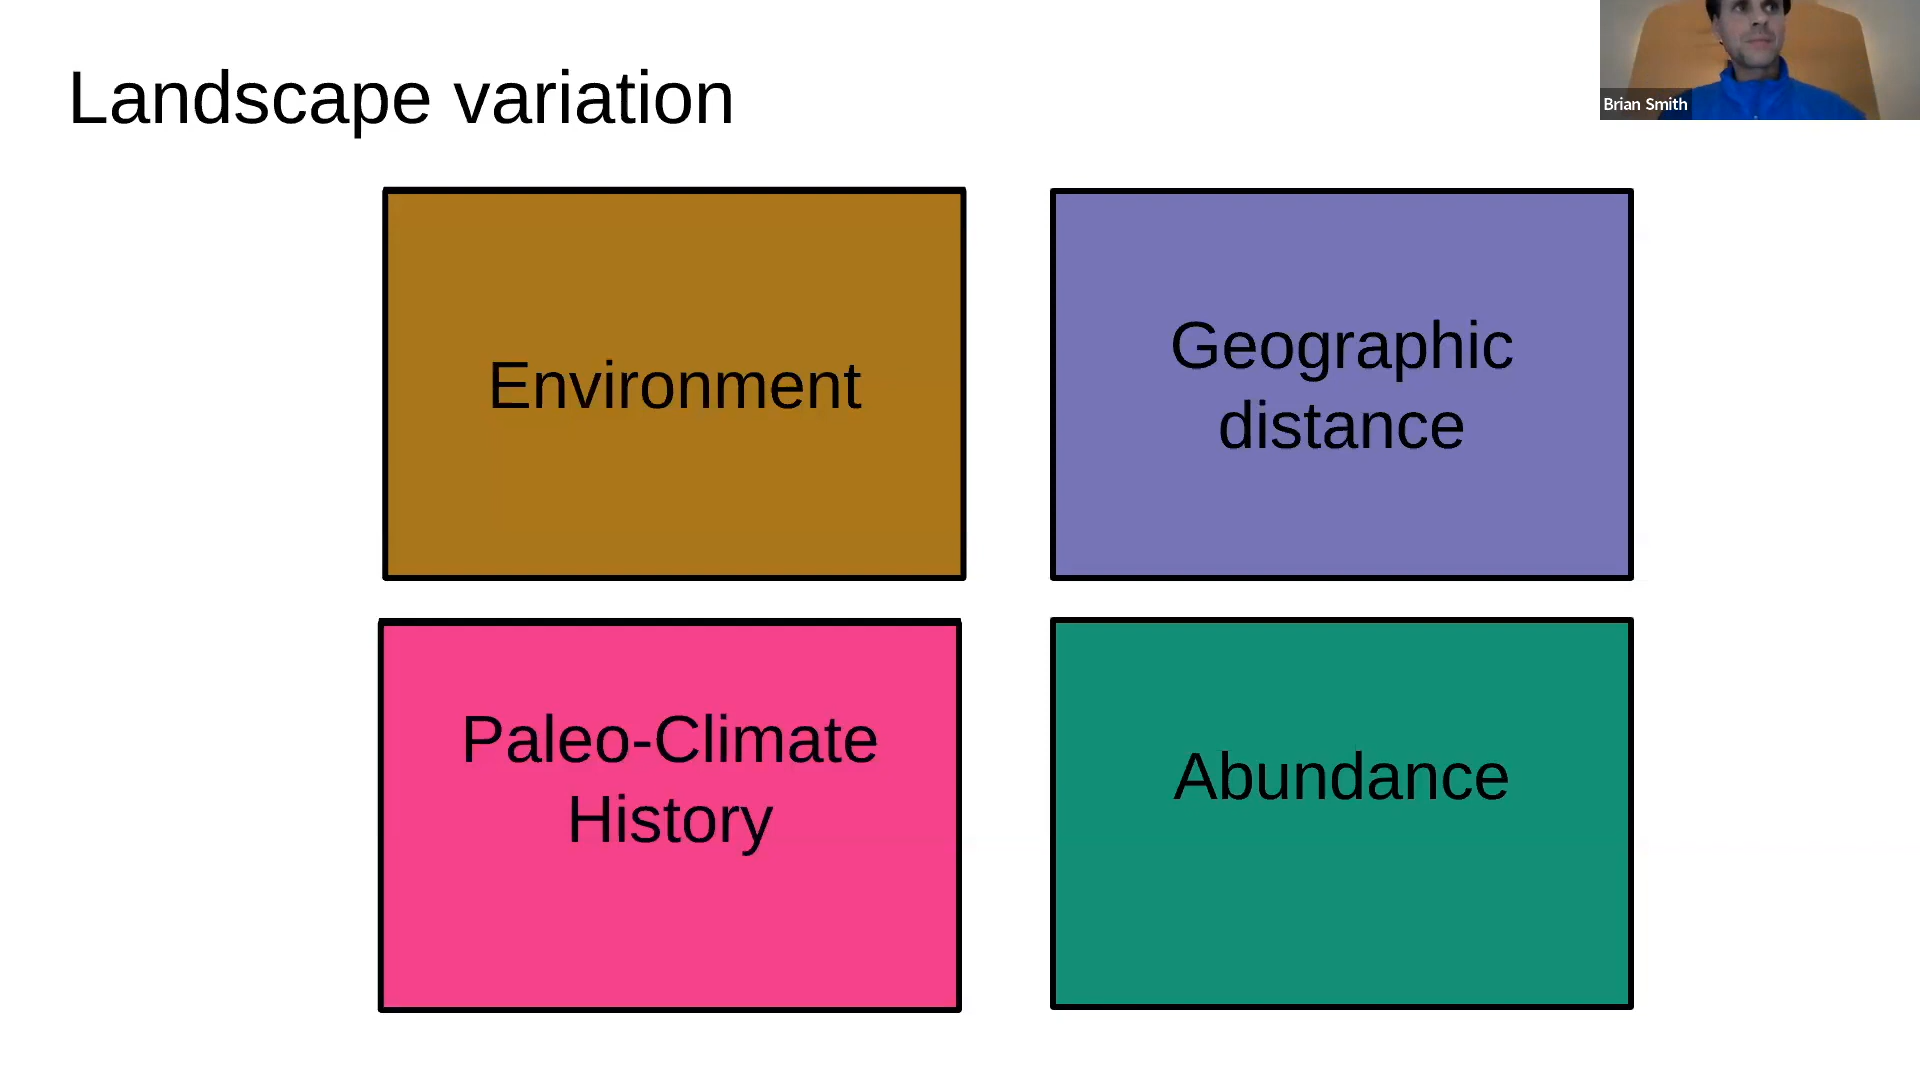 Landscape variation
Brian Smith
Environment
Geographic
distance
Paleo-Climate
History
Abundance